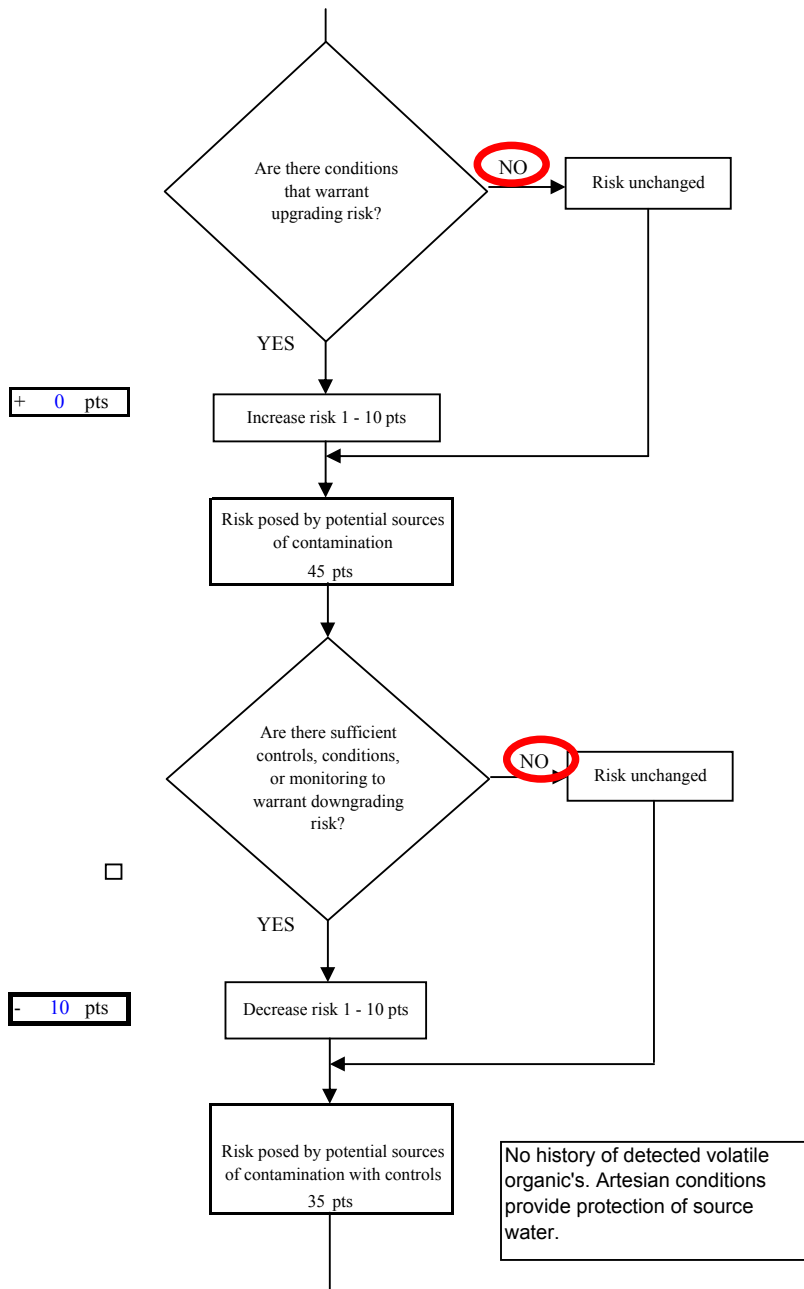 Are there conditions
that warrant
upgrading risk?
NO
Risk unchanged
YES
+ 0 pts
Increase risk 1 - 10 pts
Risk posed by potential sources
of contamination
45 pts
Are there sufficient
controls, conditions,
or monitoring to
warrant downgrading
risk?
NO
Risk unchanged
YES
- 10 pts
Decrease risk 1 - 10 pts
Risk posed by potential sources
of contamination with controls
35 pts
No history of detected volatile
organic's. Artesian conditions
provide protection of source
water.